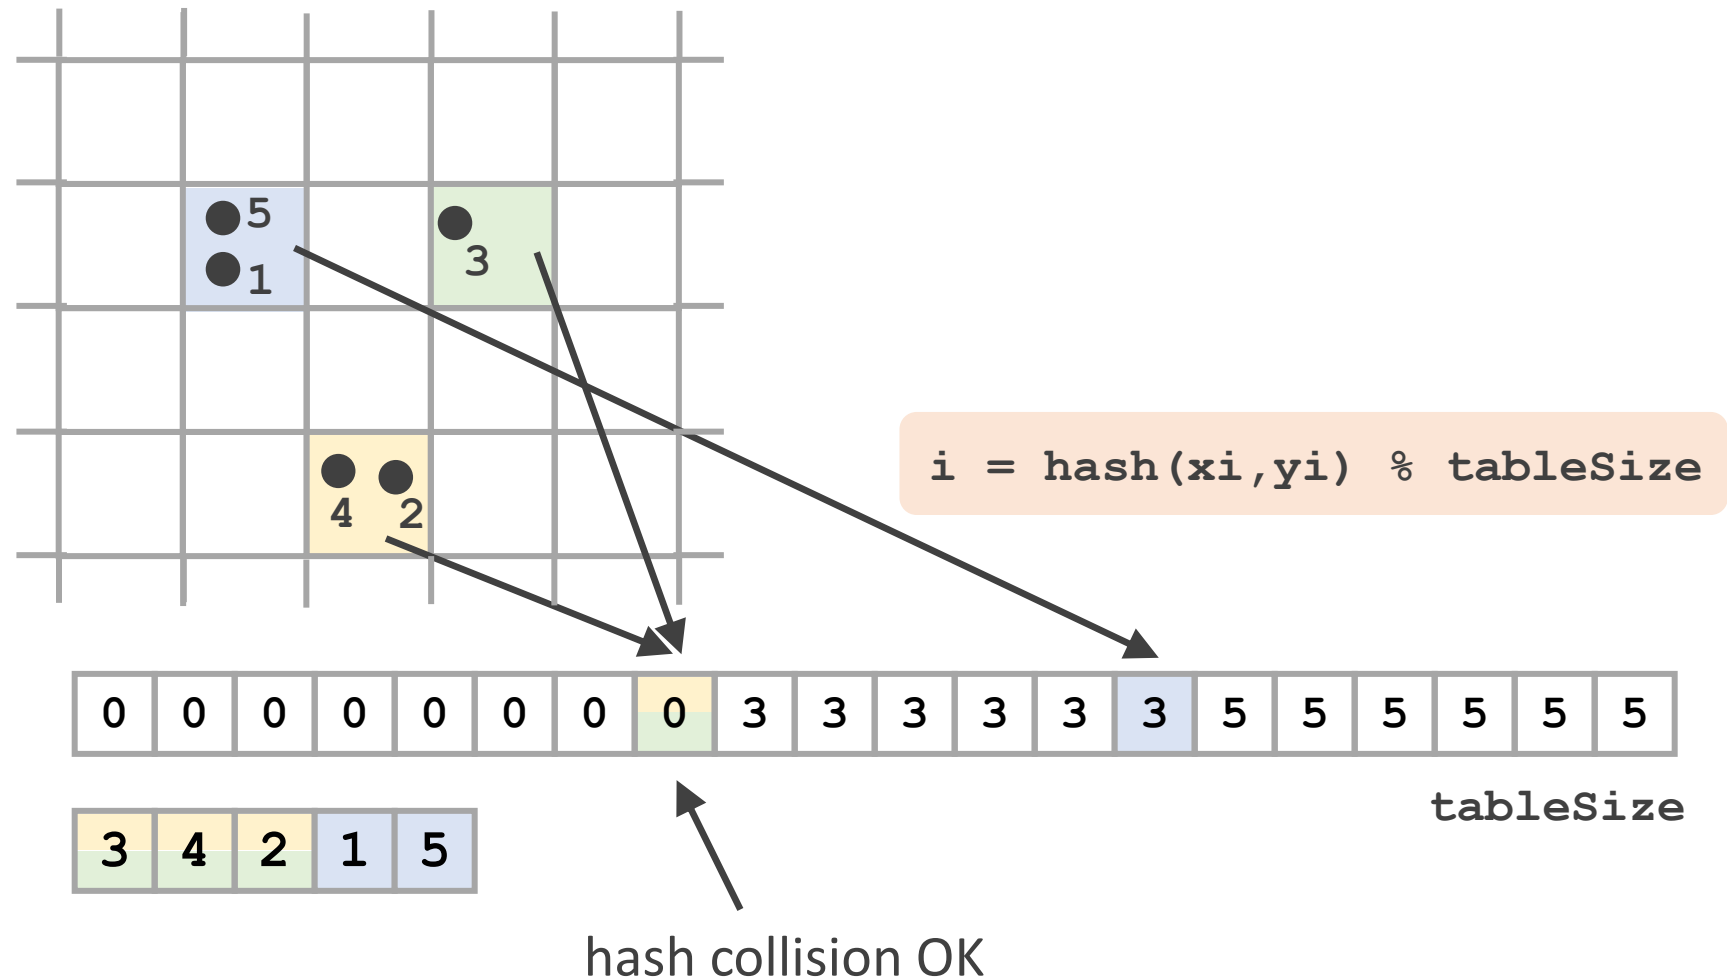 5
1
3
4 2
i = hash(xi,yi) % tableSize
0 0 0 0 0 0 0 0 3 3 3 3 3 3 5 5 5 5 5 5
tableSize
3 4 2 1 5
hash collision OK